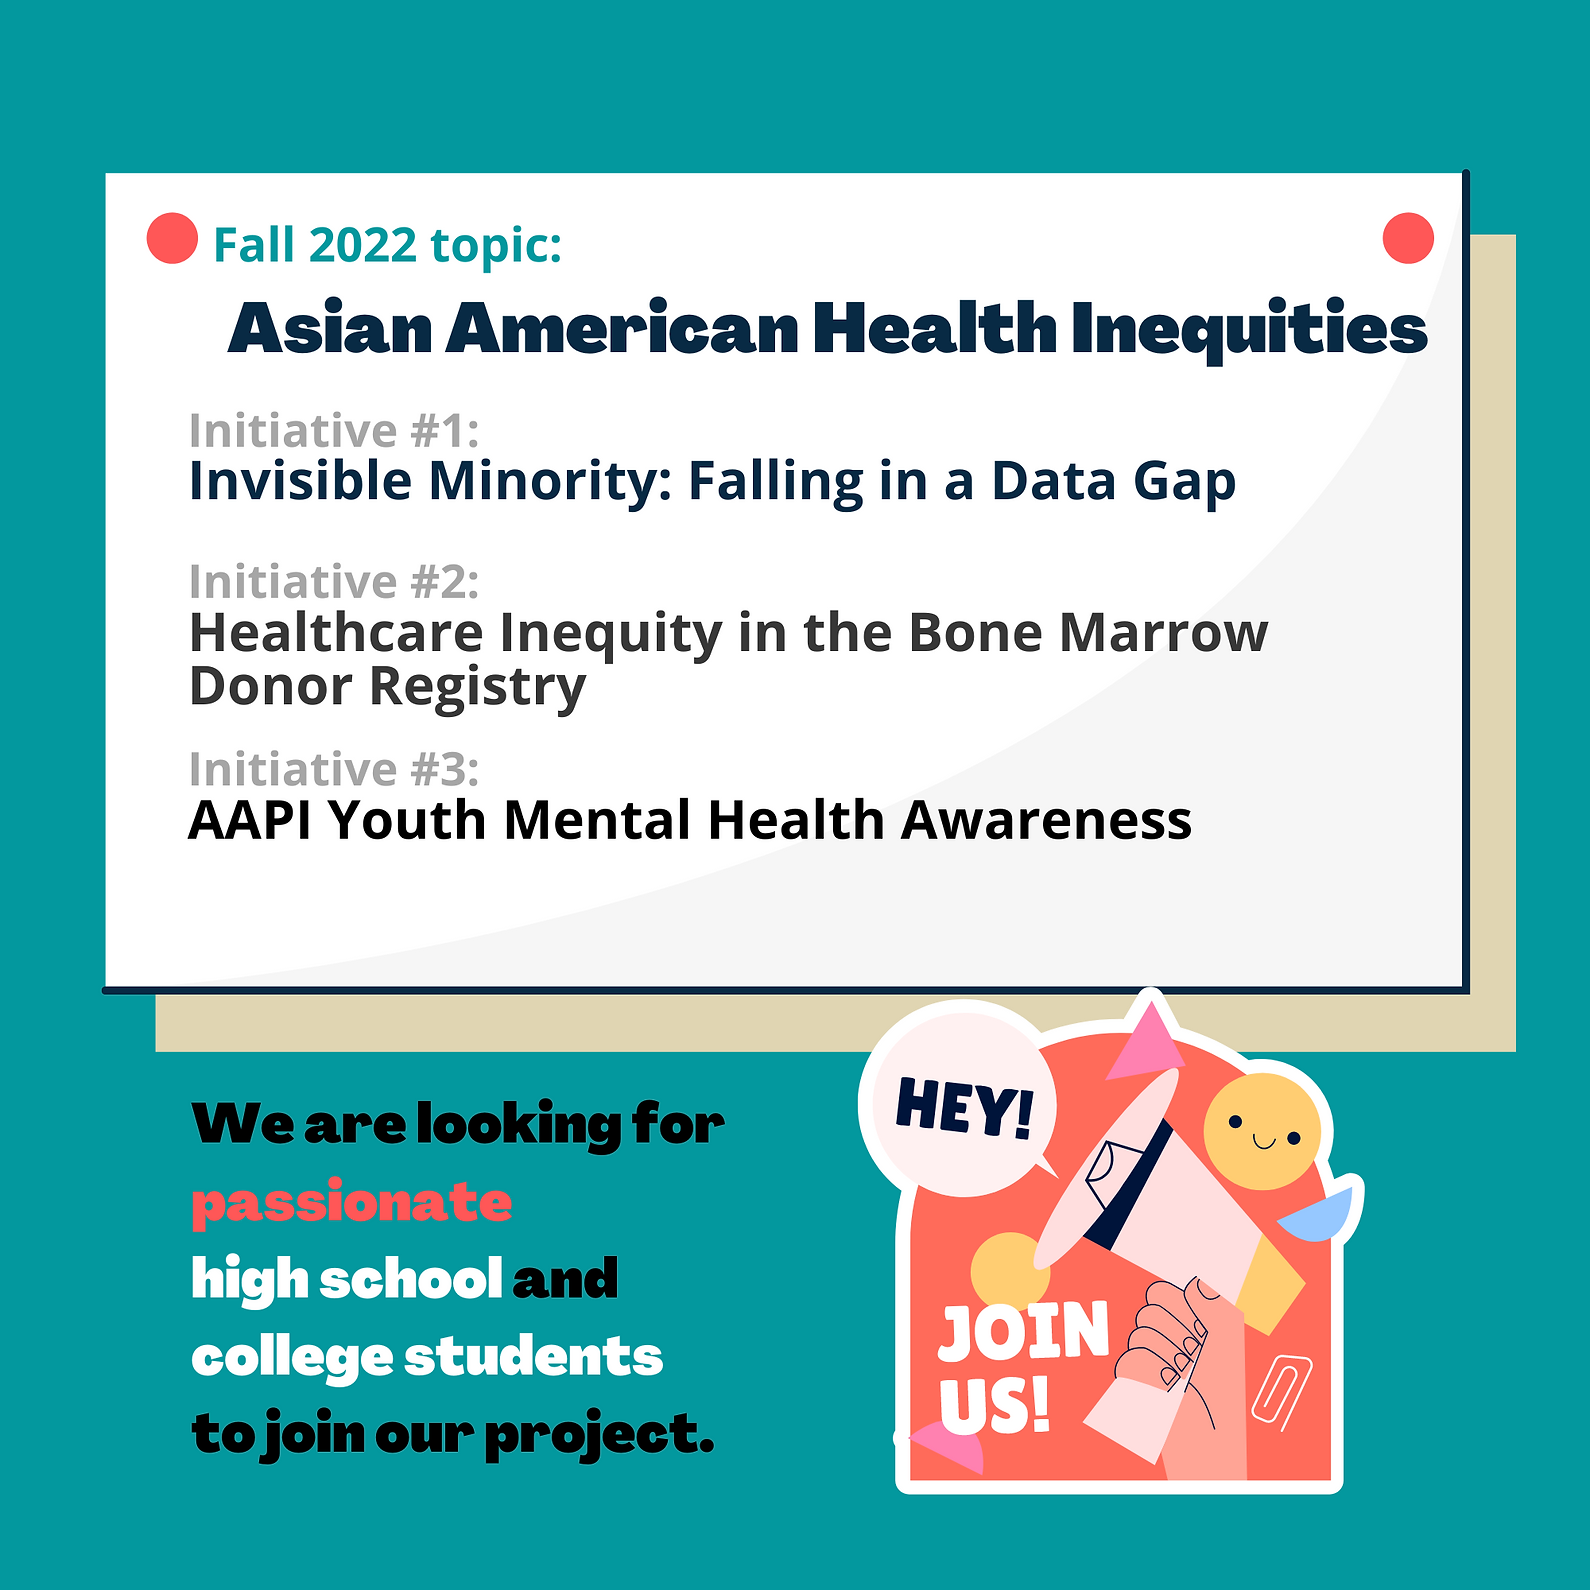 Fall 2022 topic:
Asian American Health Inequities
Initiative #1:
Invisible Minority: Falling in a Data Gap
Initiative #2:
Healthcare Inequity in the Bone Marrow
Donor Registry
Initiative #3:
AAPI Youth Mental Health Awareness
We are looking for
passionate
high school and
college students
to join our project.
HEY!
JOIN
US!